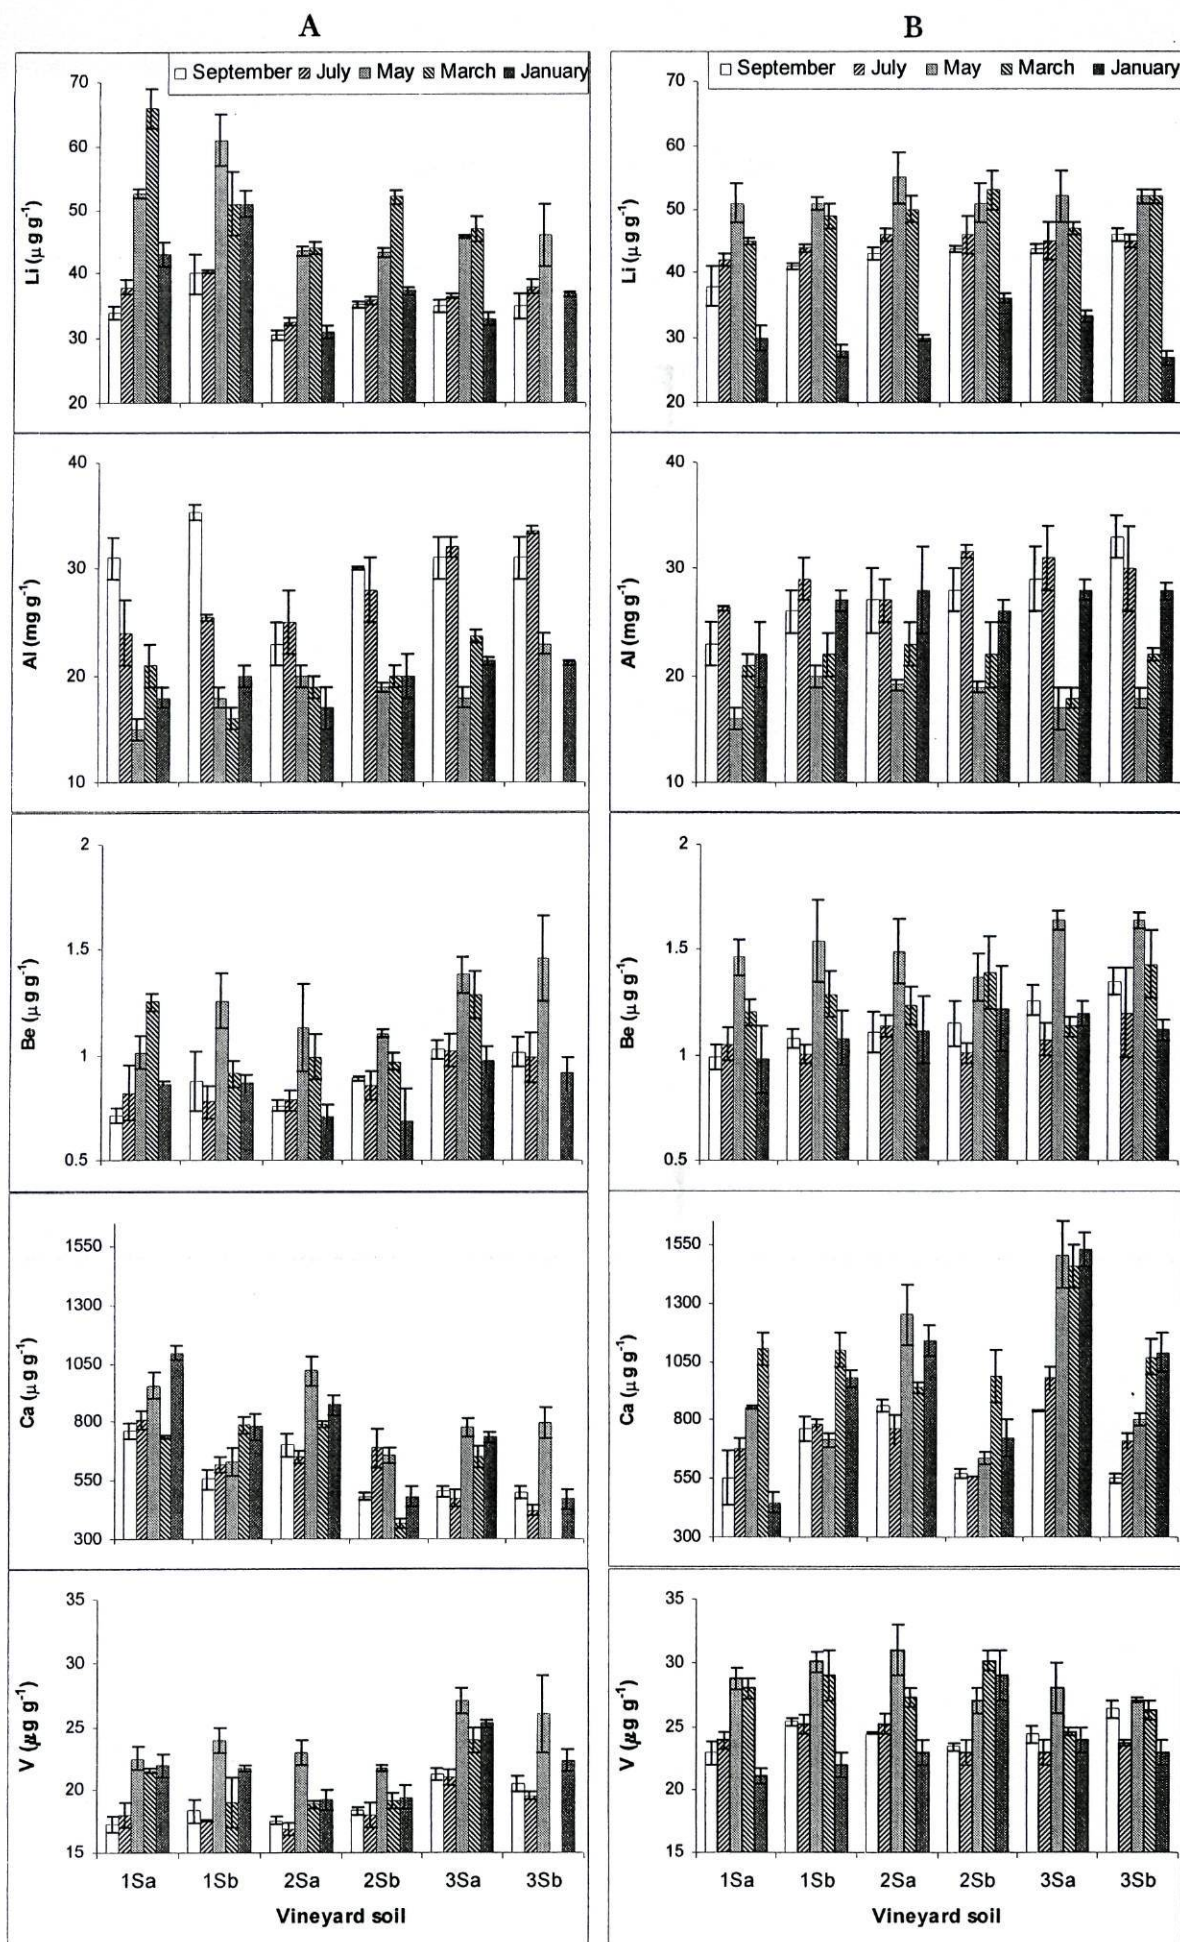 A
B
September July May March January
70
60
50
40
30
20
Li (µg g⁻¹)
September July May March January
70
60
50
40
30
20
Li (µg g⁻¹)
40
30
20
10
Al (mg g⁻¹)
40
30
20
10
Al (mg g⁻¹)
2
1.5
1
0.5
Be (µg g⁻¹)
2
1.5
1
0.5
Be (µg g⁻¹)
1550
1300
1050
800
550
300
Ca (µg g⁻¹)
1550
1300
1050
800
550
300
Ca (µg g⁻¹)
35
30
25
20
15
V (µg g⁻¹)
1Sa 1Sb 2Sa 2Sb 3Sa 3Sb
Vineyard soil
35
30
25
20
15
V (µg g⁻¹)
1Sa 1Sb 2Sa 2Sb 3Sa 3Sb
Vineyard soil